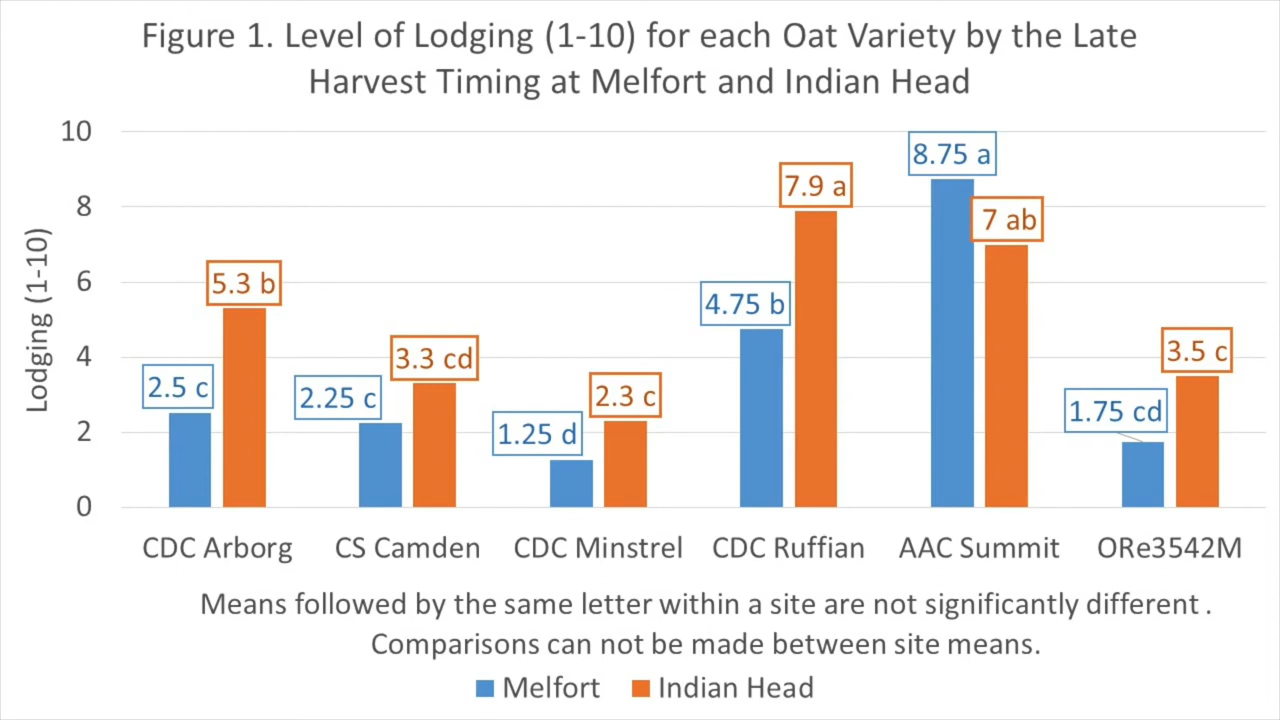 Figure 1. Level of Lodging (1-10) for each Oat Variety by the Late
Harvest Timing at Melfort and Indian Head
Lodging (1-10)
10
8
6
4
2
0
2.5 c
5.3 b
2.25 c
3.3 cd
1.25 d
2.3 c
4.75 b
7.9 a
8.75 a
7 ab
1.75 cd
3.5 c
CDC Arborg
CS Camden
CDC Minstrel
CDC Ruffian
AAC Summit
ORe3542M
Means followed by the same letter within a site are not significantly different .
Comparisons can not be made between site means.
Melfort
Indian Head